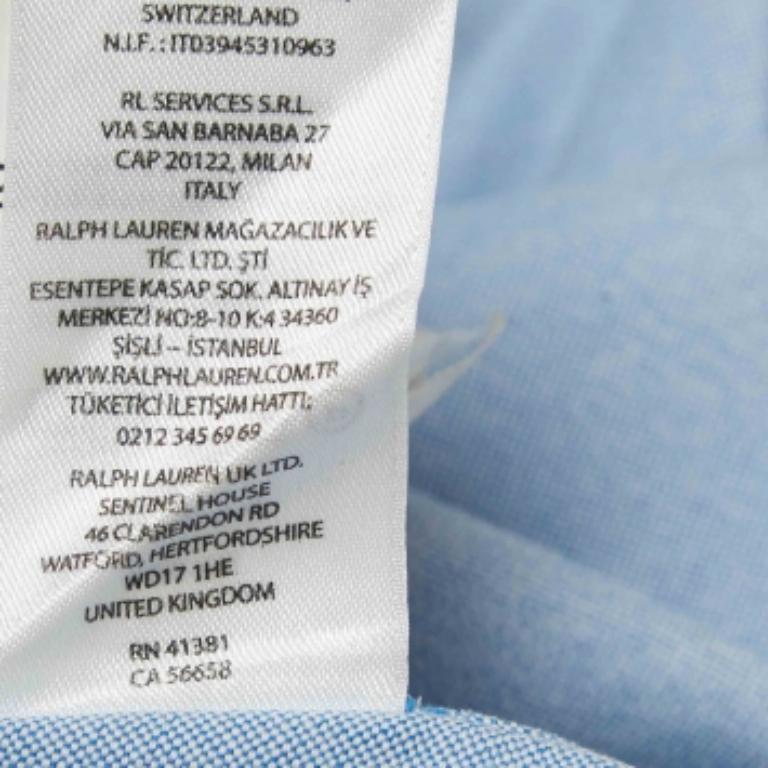 SWITZERLAND
N.I.F. : IT03945310963
RL SERVICES S.R.L.
VIA SAN BARNABA 27
CAP 20122, MILAN
ITALY
RALPH LAUREN MAĞAZACILIK VE
TİC. LTD. ŞTİ
ESENTEPE KASAP SOK. ALTINAY İŞ
MERKEZİ NO:8-10 K:4 34360
ŞİŞLİ – İSTANBUL
WWW.RALPHLAUREN.COM.TR
TÜKETİCİ İLETİŞİM HATTI:
0212 345 69 69
RALPH LAUREN UK LTD.
SENTINEL HOUSE
46 CLARENDON RD
WATFORD, HERTFORDSHIRE
WD17 1HE
UNITED KINGDOM
RN 41381
CA 56658